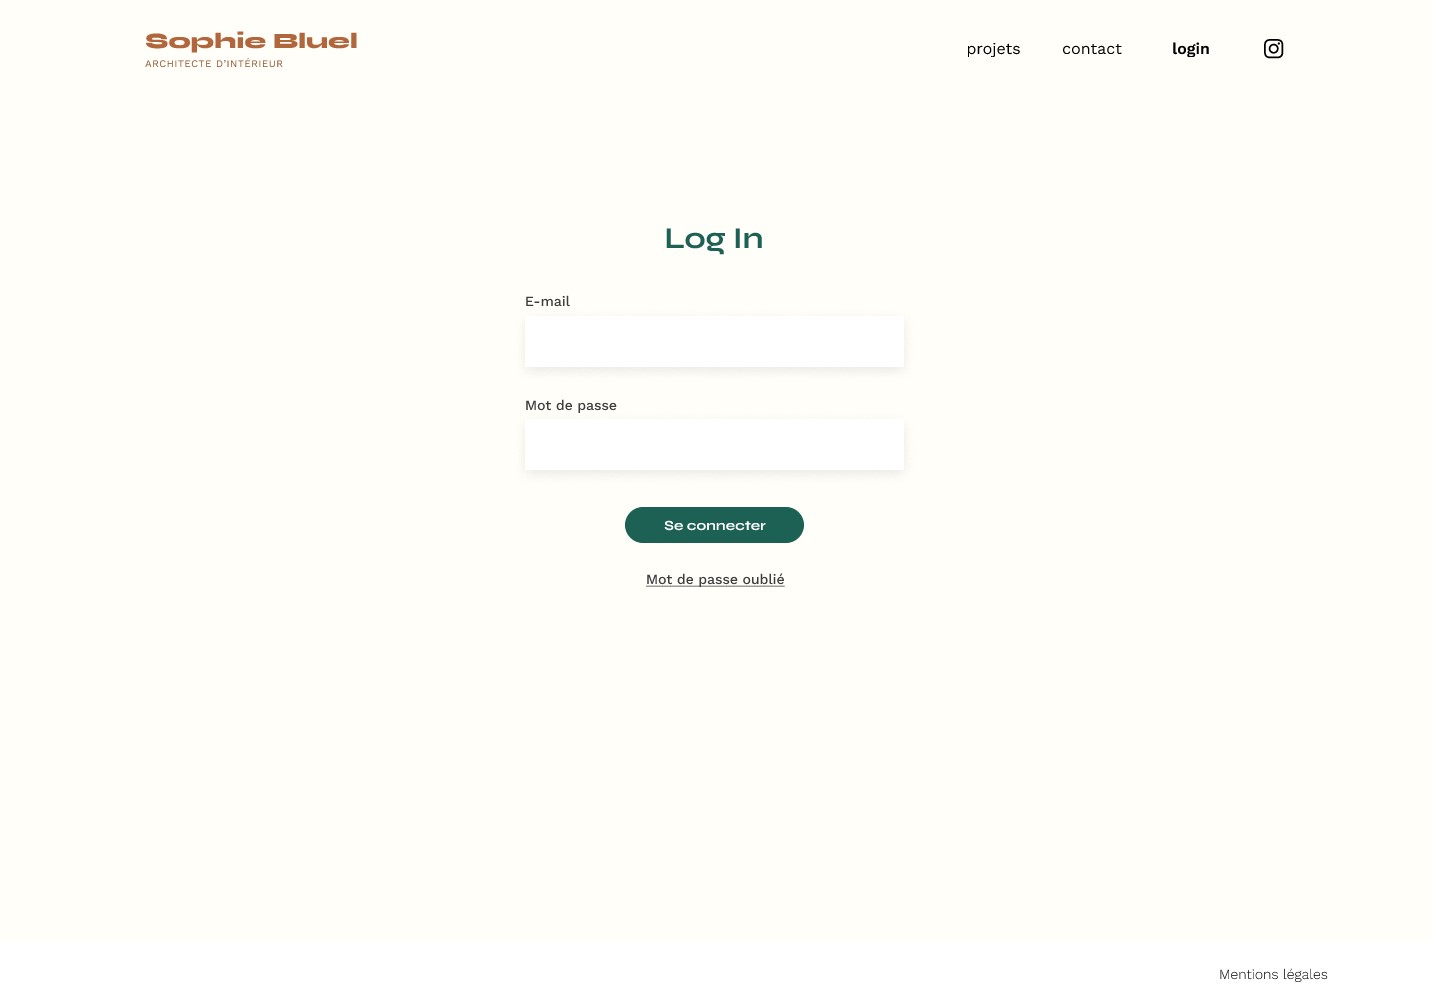 Sophie Bluel
ARCHITECTE D'INTÉRIEUR
projets contact login
Log In
E-mail
Mot de passe
Se connecter
Mot de passe oublié
Mentions légales